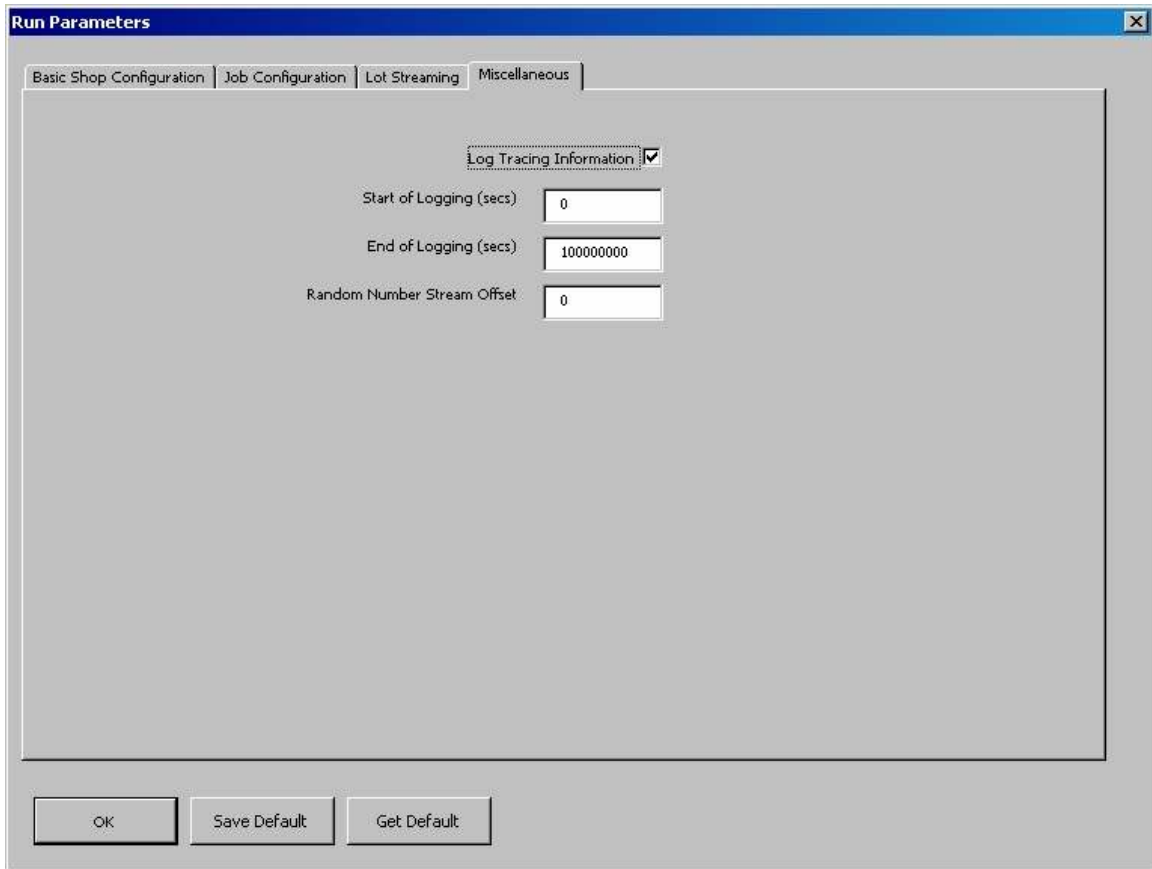 Run Parameters
Basic Shop Configuration
Job Configuration
Lot Streaming
Miscellaneous
Log Tracing Information
Start of Logging (secs)
0
End of Logging (secs)
100000000
Random Number Stream Offset
0
OK
Save Default
Get Default